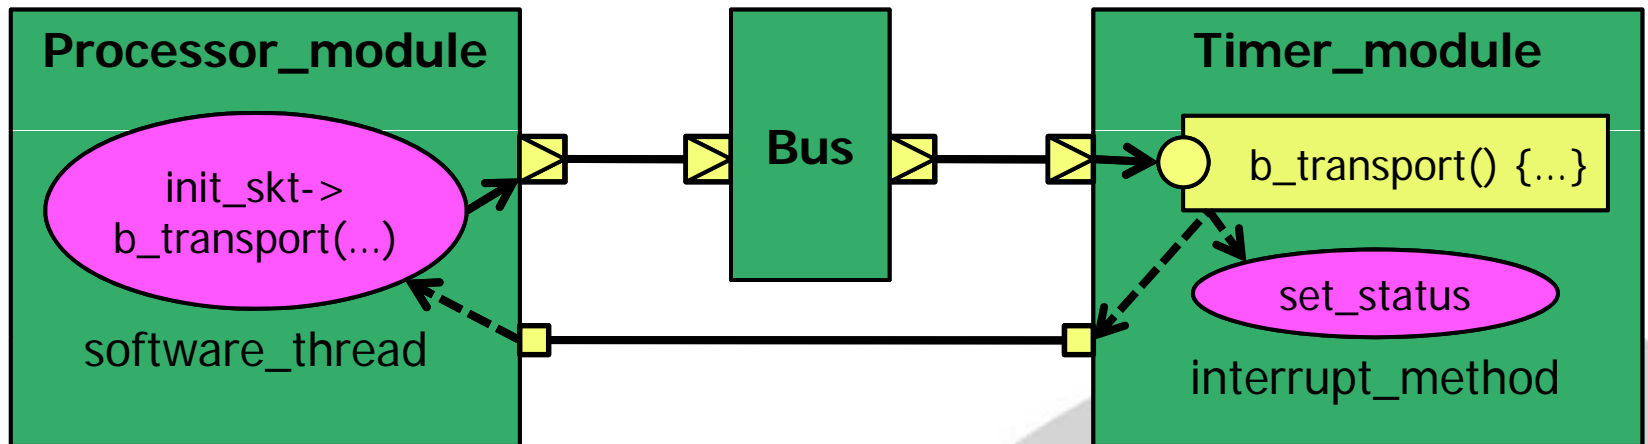 Processor_module
init_skt->
b_transport(...)
software_thread
Bus
Timer_module
b_transport() {...}
set_status
interrupt_method